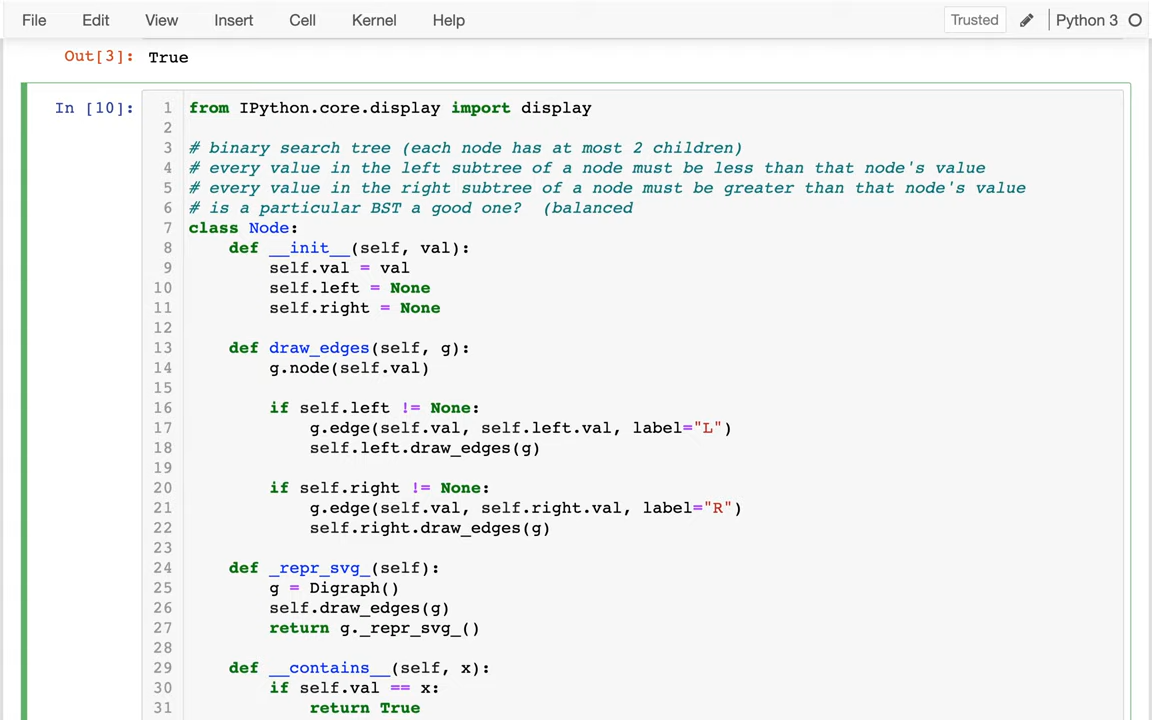 File Edit View Insert Cell Kernel Help Trusted Python 3
Out[3]: True
In [10]:
1 from IPython.core.display import display
2
3 # binary search tree (each node has at most 2 children)
4 # every value in the left subtree of a node must be less than that node's value
5 # every value in the right subtree of a node must be greater than that node's value
6 # is a particular BST a good one?  (balanced
7 class Node:
8     def __init__(self, val):
9         self.val = val
10         self.left = None
11         self.right = None
12
13     def draw_edges(self, g):
14         g.node(self.val)
15
16         if self.left != None:
17             g.edge(self.val, self.left.val, label="L")
18             self.left.draw_edges(g)
19
20         if self.right != None:
21             g.edge(self.val, self.right.val, label="R")
22             self.right.draw_edges(g)
23
24     def _repr_svg_(self):
25         g = Digraph()
26         self.draw_edges(g)
27         return g._repr_svg_()
28
29     def __contains__(self, x):
30         if self.val == x:
31             return True